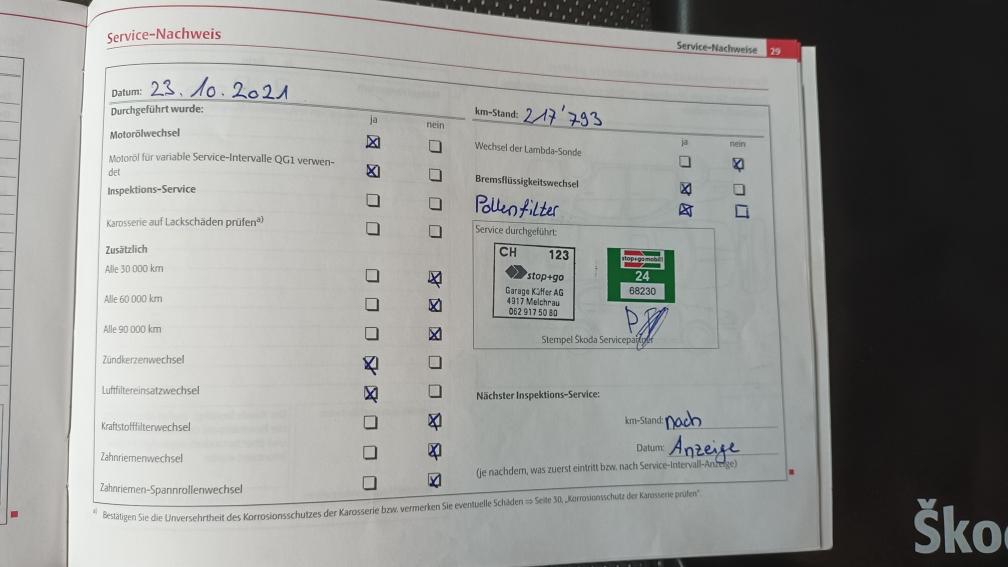 Service-Nachweis
Service-Nachweise 29
Datum: 23.10.2021
Durchgeführt wurde:
ja nein
Motorölwechsel
Motoröl für variable Service-Intervalle QG1 verwen-
det
Inspektions-Service
Karosserie auf Lackschäden prüfen a)
Zusätzlich
Alle 30 000 km
Alle 60 000 km
Alle 90 000 km
Zündkerzenwechsel
Luftfiltereinsatzwechsel
Kraftstofffilterwechsel
Zahnriemenwechsel
Zahnriemen-Spannrollenwechsel
km-Stand: 217'793
ja nein
Wechsel der Lambda-Sonde
Bremsflüssigkeitswechsel
Pollenfilter
Service durchgeführt:
CH 123
stop+go
Garage Käffer AG
4917 Melchnau
062 917 50 80
stop+go mobil!
24
68230
Stempel Skoda Servicepartner
Nächster Inspektions-Service:
km-Stand: nach
Datum: Anzeige
(je nachdem, was zuerst eintritt bzw. nach Service-Intervall-Anzeige)
a) Bestätigen Sie die Unversehrtheit des Korrosionsschutzes der Karosserie bzw. vermerken Sie eventuelle Schäden ⇒ Seite 30, „Korrosionsschutz der Karosserie prüfen".
Ško